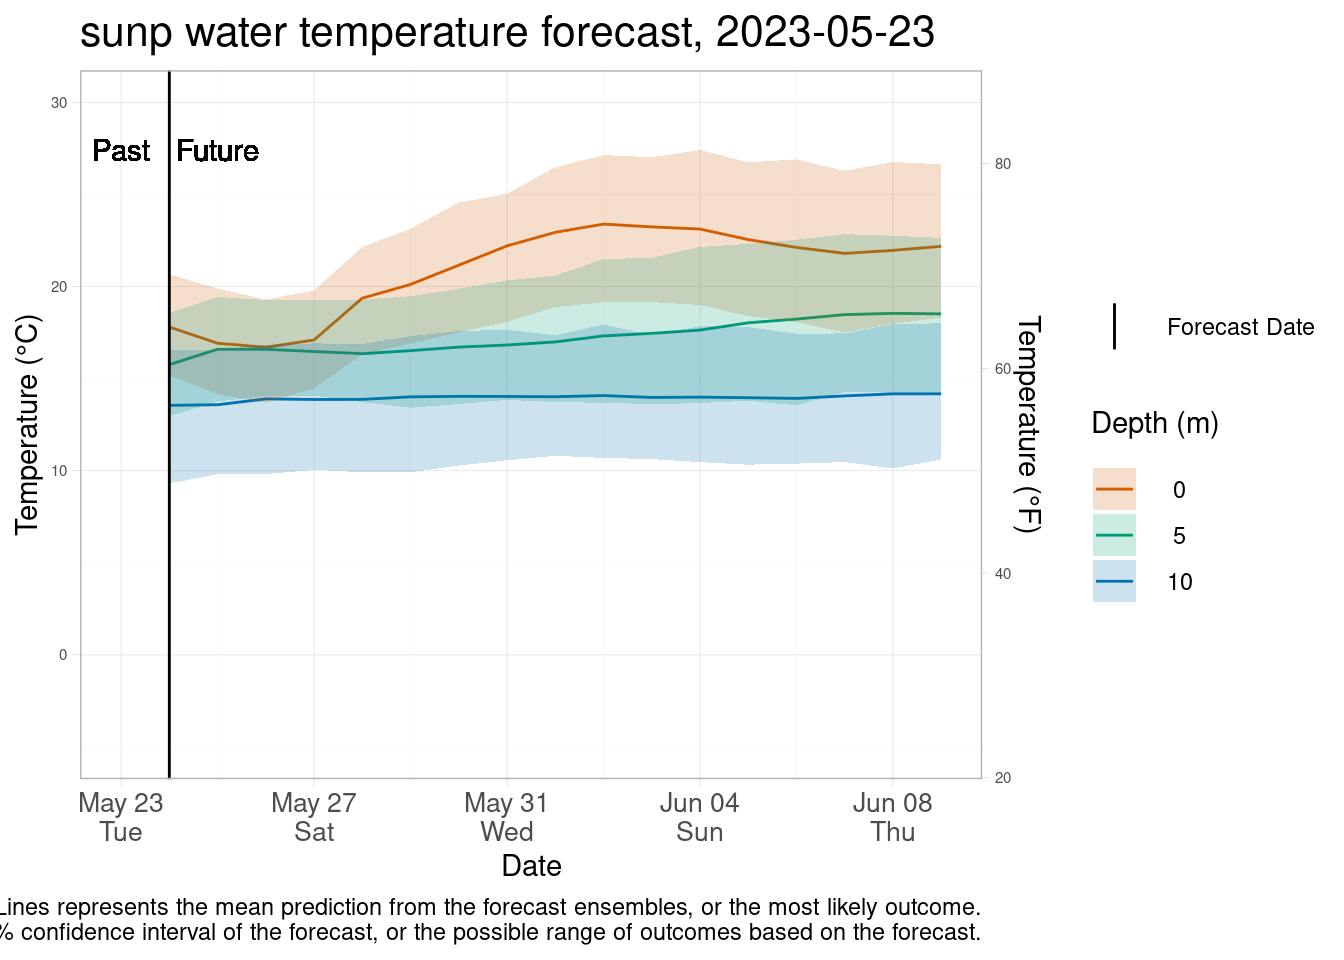 sunp water temperature forecast, 2023-05-23
Past
Future
30
20
10
0
Temperature (°C)
80
60
40
20
Temperature (°F)
May 23
Tue
May 27
Sat
May 31
Wed
Jun 04
Sun
Jun 08
Thu
Date
Forecast Date
Depth (m)
0
5
10
Lines represents the mean prediction from the forecast ensembles, or the most likely outcome.
% confidence interval of the forecast, or the possible range of outcomes based on the forecast.